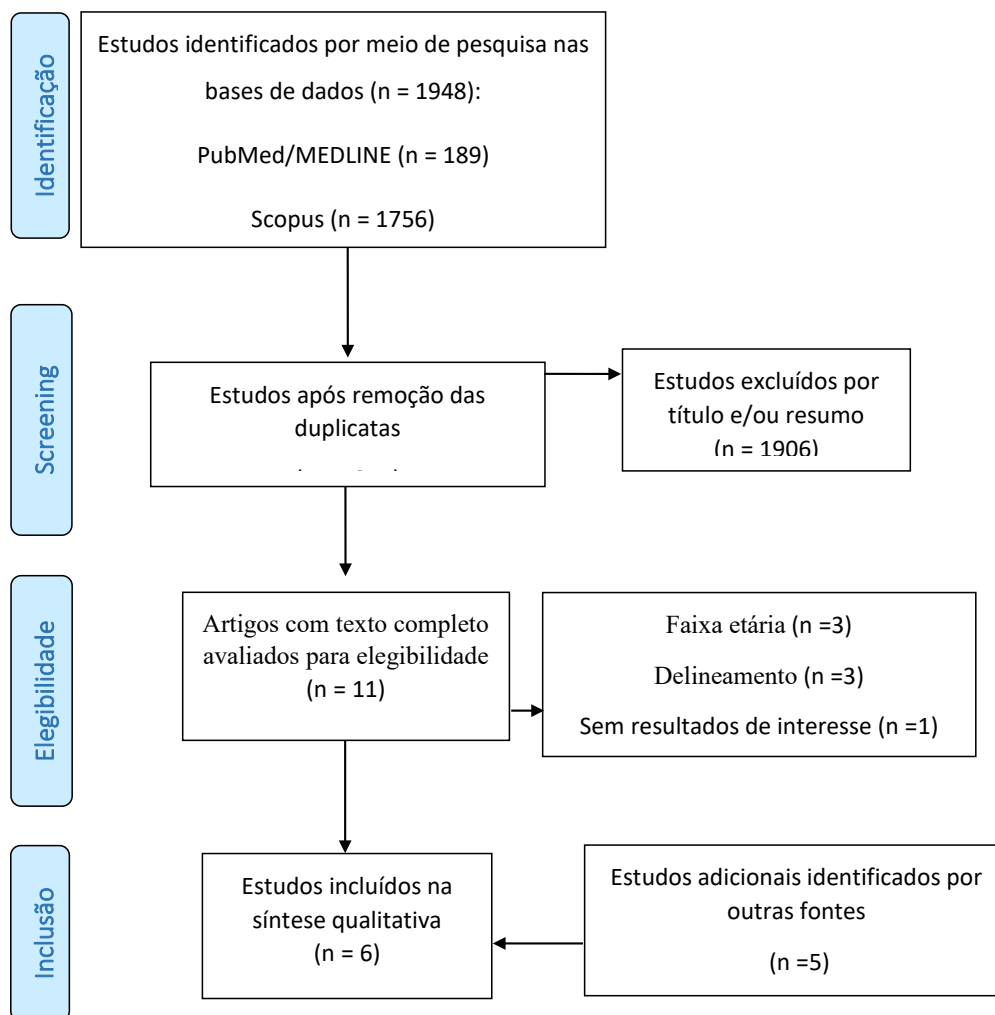 Identificação
Estudos identificados por meio de pesquisa nas
bases de dados (n = 1948):
PubMed/MEDLINE (n = 189)
Scopus (n = 1756)
Screening
Estudos após remoção das
duplicatas
Estudos excluídos por
título e/ou resumo
(n = 1906)
Elegibilidade
Artigos com texto completo
avaliados para elegibilidade
(n = 11)
Faixa etária (n =3)
Delineamento (n =3)
Sem resultados de interesse (n =1)
Inclusão
Estudos incluídos na
síntese qualitativa
(n = 6)
Estudos adicionais identificados por
outras fontes
(n =5)